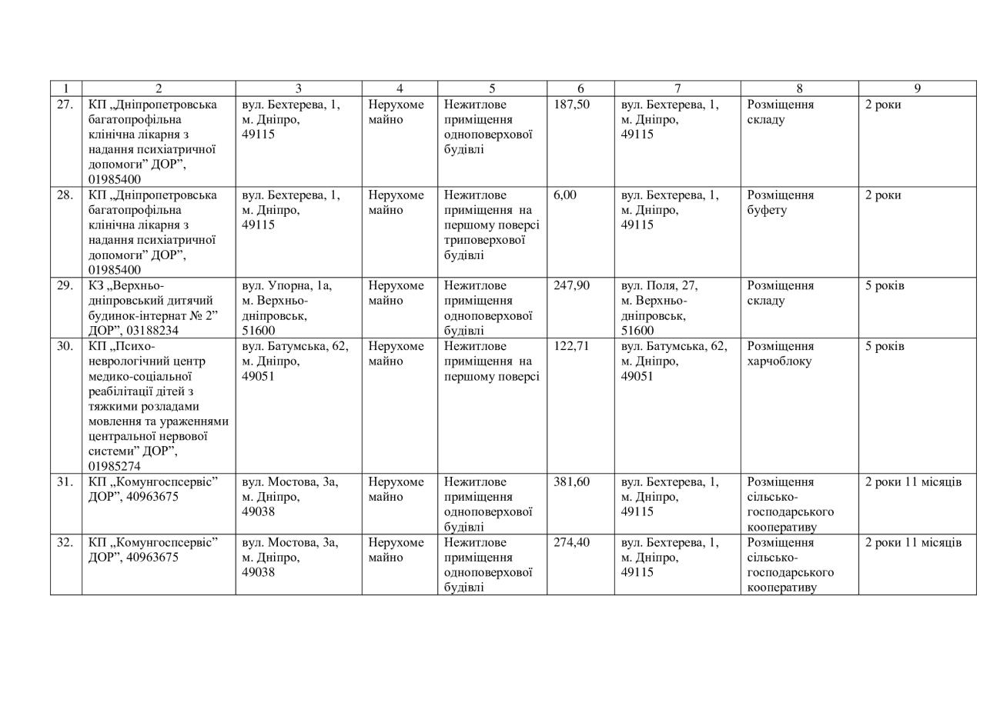 1 2 3 4 5 6 7 8 9
27. КП „Дніпропетровська багатопрофільна клінічна лікарня з надання психіатричної допомоги” ДОР”, 01985400
вул. Бехтерева, 1,
м. Дніпро,
49115
Нерухоме
майно
Нежитлове
приміщення
одноповерхової
будівлі
187,50
вул. Бехтерева, 1,
м. Дніпро,
49115
Розміщення
складу
2 роки
28. КП „Дніпропетровська
багатопрофільна
клінічна лікарня з
надання психіатричної
допомоги” ДОР”,
01985400
вул. Бехтерева, 1,
м. Дніпро,
49115
Нерухоме
майно
Нежитлове
приміщення на
першому поверсі
триповерхової
будівлі
6,00
вул. Бехтерева, 1,
м. Дніпро,
49115
Розміщення
буфету
2 роки
29. КЗ „Верхньо-
дніпровський дитячий
будинок-інтернат № 2”
ДОР”, 03188234
вул. Упорна, 1а,
м. Верхньо-
дніпровськ,
51600
Нерухоме
майно
Нежитлове
приміщення
одноповерхової
будівлі
247,90
вул. Поля, 27,
м. Верхньо-
дніпровськ,
51600
Розміщення
складу
5 років
30. КП „Психо-
неврологічний центр
медико-соціальної
реабілітації дітей з
тяжкими розладами
мовлення та ураженнями
центральної нервової
системи” ДОР”,
01985274
вул. Батумська, 62,
м. Дніпро,
49051
Нерухоме
майно
Нежитлове
приміщення на
першому поверсі
122,71
вул. Батумська, 62,
м. Дніпро,
49051
Розміщення
харчоблоку
5 років
31. КП „Комунгоспсервіс”
ДОР”, 40963675
вул. Мостова, 3а,
м. Дніпро,
49038
Нерухоме
майно
Нежитлове
приміщення
одноповерхової
будівлі
381,60
вул. Бехтерева, 1,
м. Дніпро,
49115
Розміщення
сільсько-
господарського
кооперативу
2 роки 11 місяців
32. КП „Комунгоспсервіс”
ДОР”, 40963675
вул. Мостова, 3а,
м. Дніпро,
49038
Нерухоме
майно
Нежитлове
приміщення
одноповерхової
будівлі
274,40
вул. Бехтерева, 1,
м. Дніпро,
49115
Розміщення
сільсько-
господарського
кооперативу
2 роки 11 місяців